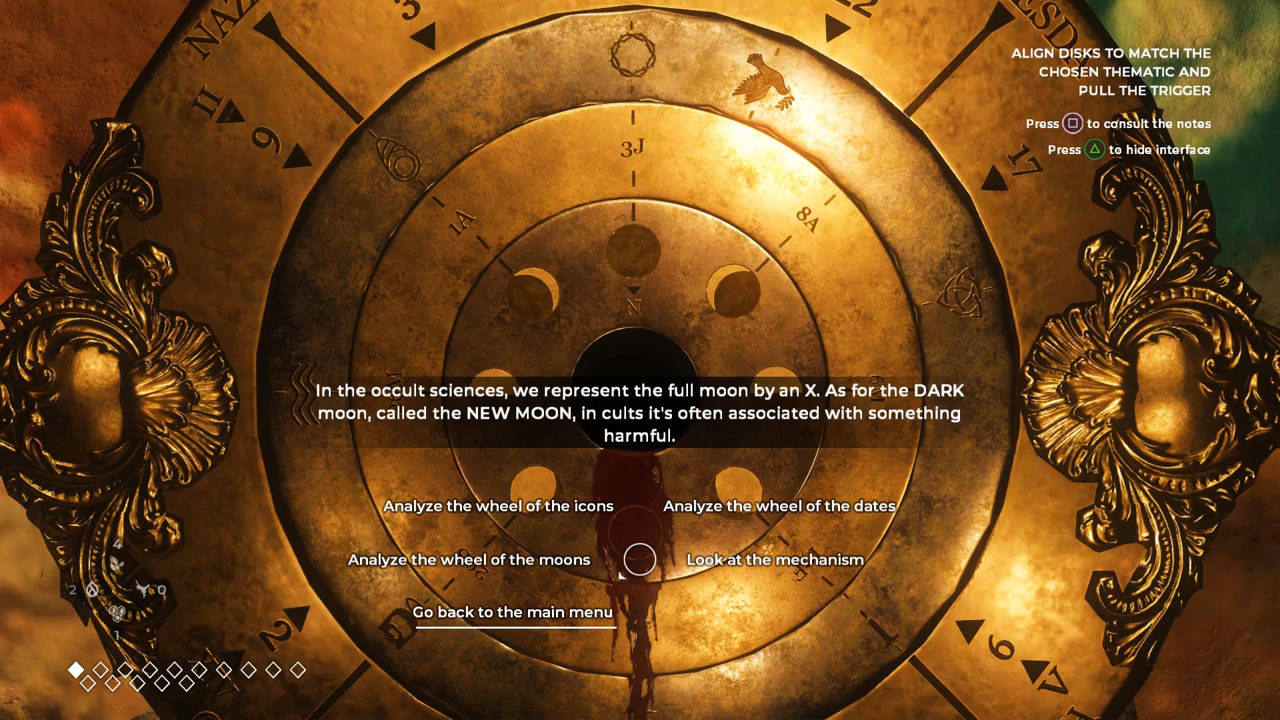 ALIGN DISKS TO MATCH THE
CHOSEN THEMATIC AND
PULL THE TRIGGER
Press to consult the notes
Press to hide interface
II
9
17
3J
1A
8A
N
In the occult sciences, we represent the full moon by an X. As for the DARK
moon, called the NEW MOON, in cults it's often associated with something
harmful.
Analyze the wheel of the icons
Analyze the wheel of the dates
Analyze the wheel of the moons
Look at the mechanism
Go back to the main menu
4
2
0
1
2